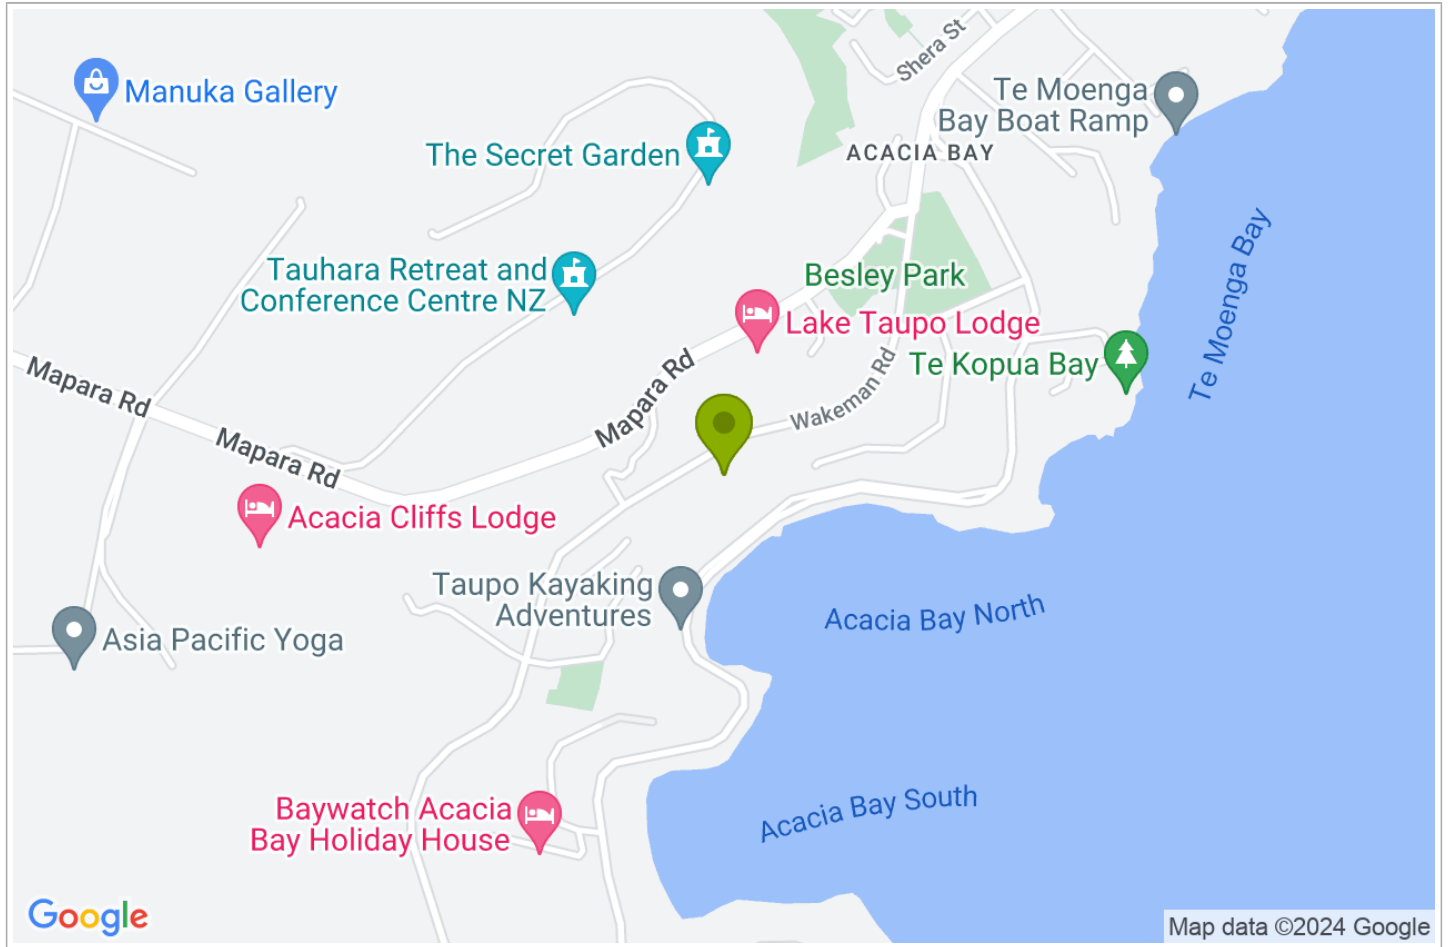 Shera St
Manuka Gallery
Te Moenga
Bay Boat Ramp
The Secret Garden
ACACIA BAY
Te Moenga Bay
Tauhara Retreat and
Conference Centre NZ
Besley Park
Lake Taupo Lodge
Te Kopua Bay
Mapara Rd
Mapara Rd
Wakeman Rd
Mapara Rd
Acacia Cliffs Lodge
Taupo Kayaking
Adventures
Acacia Bay North
Asia Pacific Yoga
Acacia Bay South
Baywatch Acacia
Bay Holiday House
Google
Map data ©2024 Google